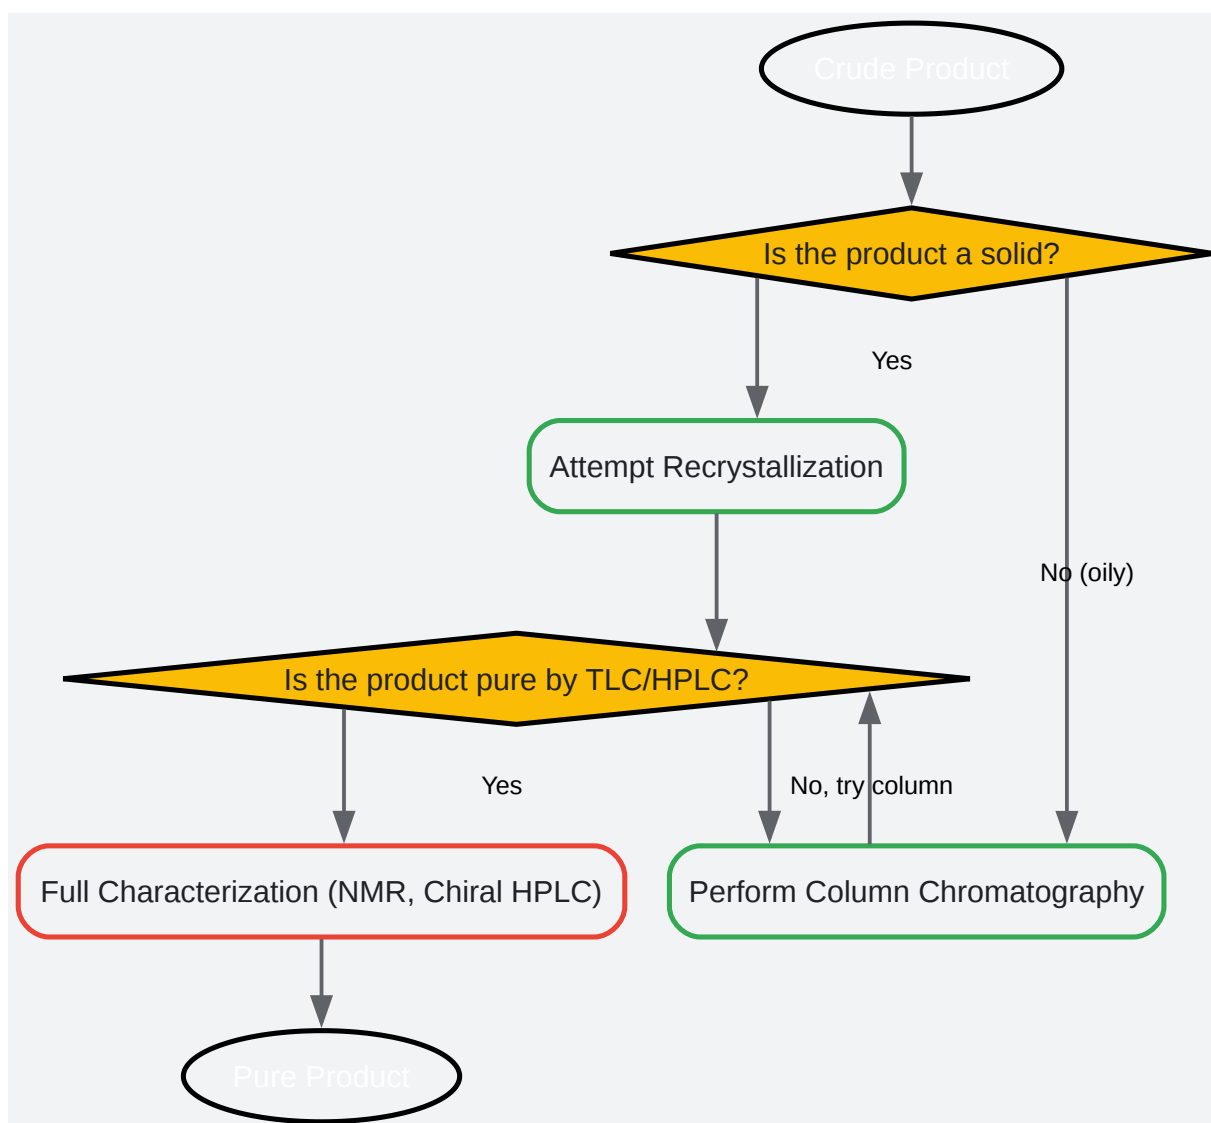 Crude Product
Is the product a solid?
Yes
Attempt Recrystallization
No (oily)
Is the product pure by TLC/HPLC?
Yes
No, try column
Full Characterization (NMR, Chiral HPLC)
Perform Column Chromatography
Pure Product